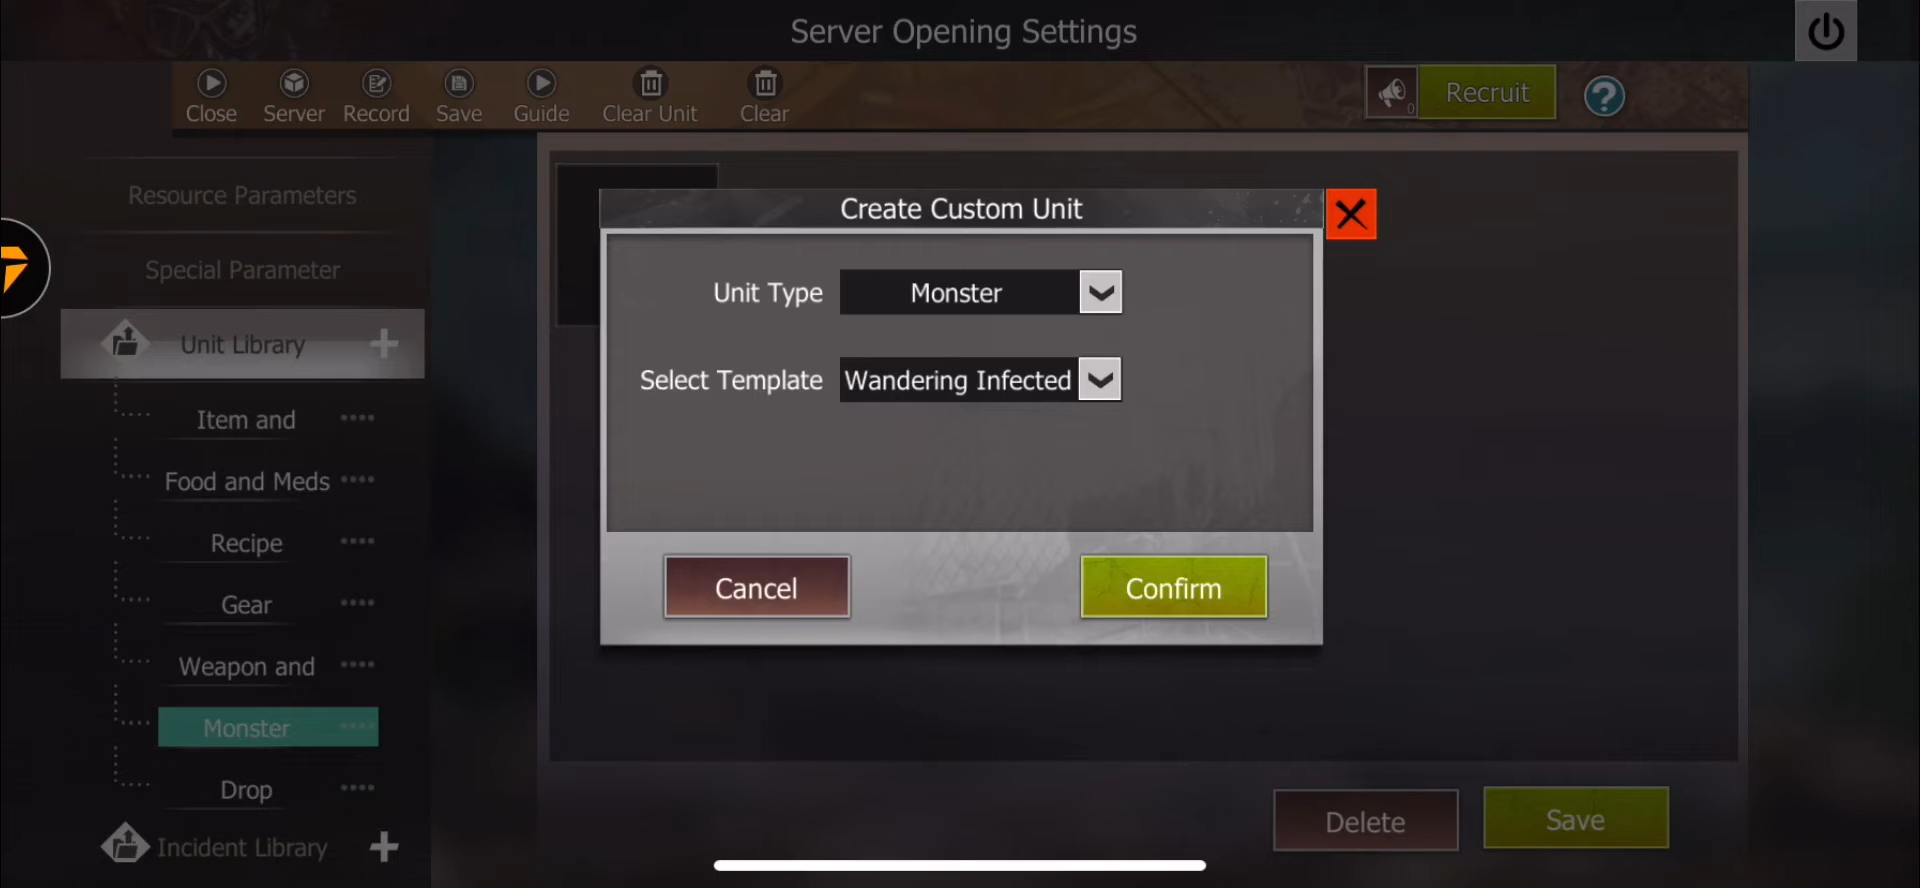 Server Opening Settings
Close
Server
Record
Save
Guide
Clear Unit
Clear
0
Recruit
?
Resource Parameters
Special Parameter
Unit Library
Item and
Food and Meds
Recipe
Gear
Weapon and
Monster
Drop
Incident Library
Create Custom Unit
Unit Type
Monster
Select Template
Wandering Infected
Cancel
Confirm
Delete
Save